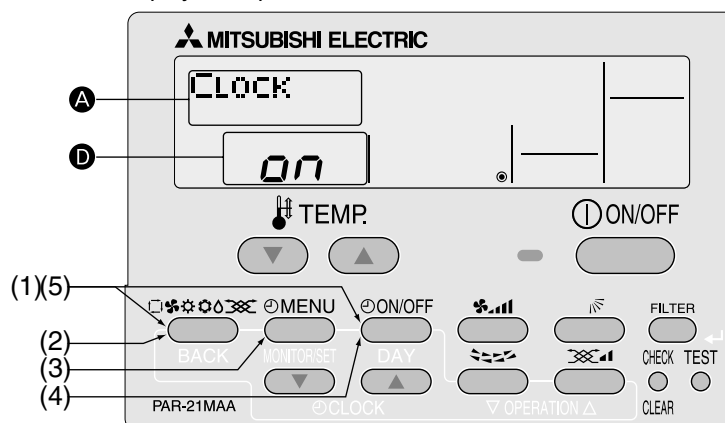 MITSUBISHI ELECTRIC
A
CLOCK
D
on
TEMP.
ON/OFF
(1)(5)
MENU
ON/OFF
FILTER
(2)
BACK
MONITOR/SET
DAY
CHECK TEST
(3)
(4)
PAR-21MAA
CLOCK
▽ OPERATION △
CLEAR